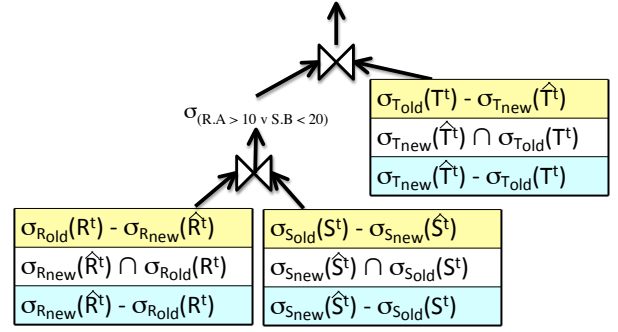 σTold(Tᵗ) - σTnew(T̂ᵗ)
σTnew(T̂ᵗ) ∩ σTold(Tᵗ)
σTnew(T̂ᵗ) - σTold(Tᵗ)
σ(R.A > 10 v S.B < 20)
σRold(Rᵗ) - σRnew(R̂ᵗ)
σRnew(R̂ᵗ) ∩ σRold(Rᵗ)
σRnew(R̂ᵗ) - σRold(Rᵗ)
σSold(Sᵗ) - σSnew(Ŝᵗ)
σSnew(Ŝᵗ) ∩ σSold(Sᵗ)
σSnew(Ŝᵗ) - σSold(Sᵗ)